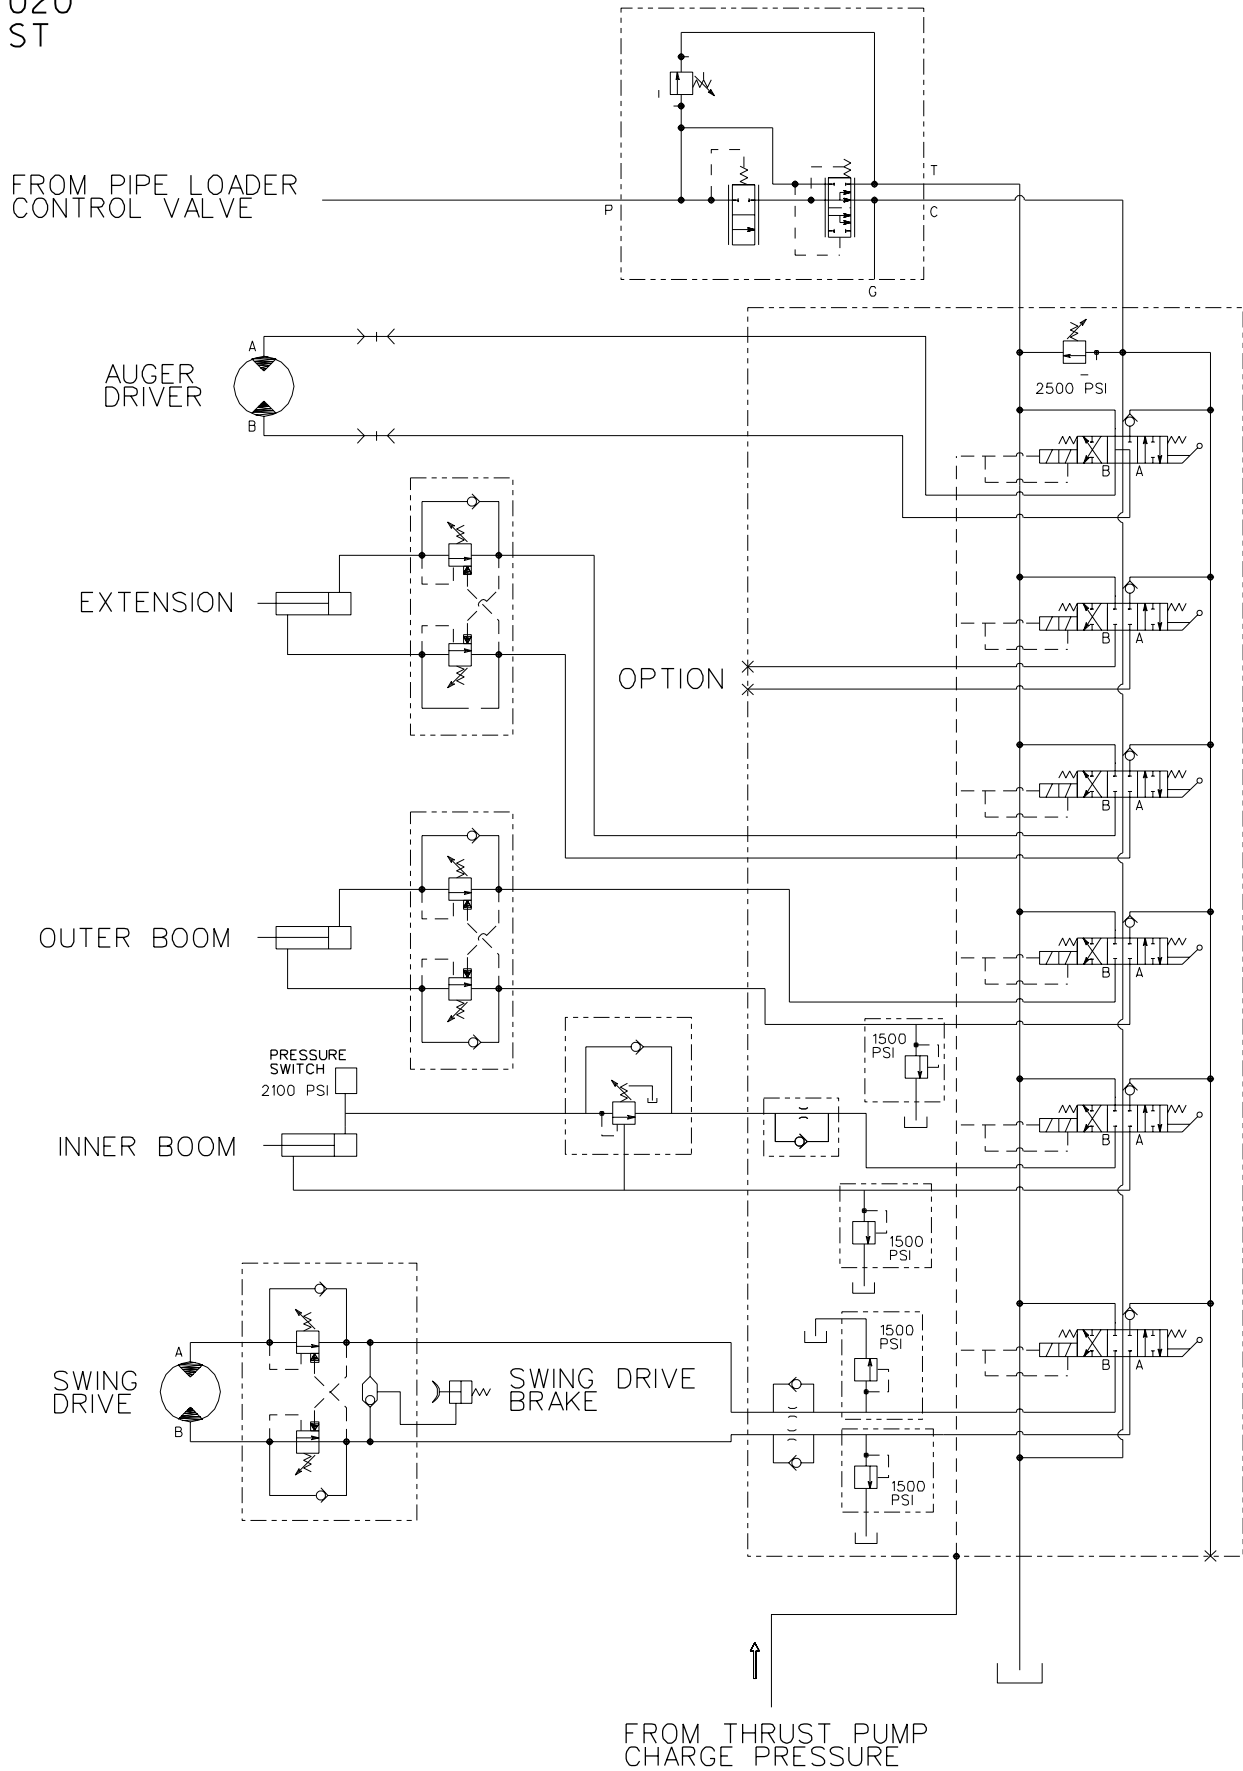 ST
FROM PIPE LOADER
CONTROL VALVE
P
T
C
G
AUGER
DRIVER
A
B
2500 PSI
B A
EXTENSION
OPTION
B A
B A
OUTER BOOM
B A
1500
PSI
PRESSURE
SWITCH
2100 PSI
INNER BOOM
B A
1500
PSI
SWING
DRIVE
A
B
SWING DRIVE
BRAKE
1500
PSI
B A
1500
PSI
FROM THRUST PUMP
CHARGE PRESSURE